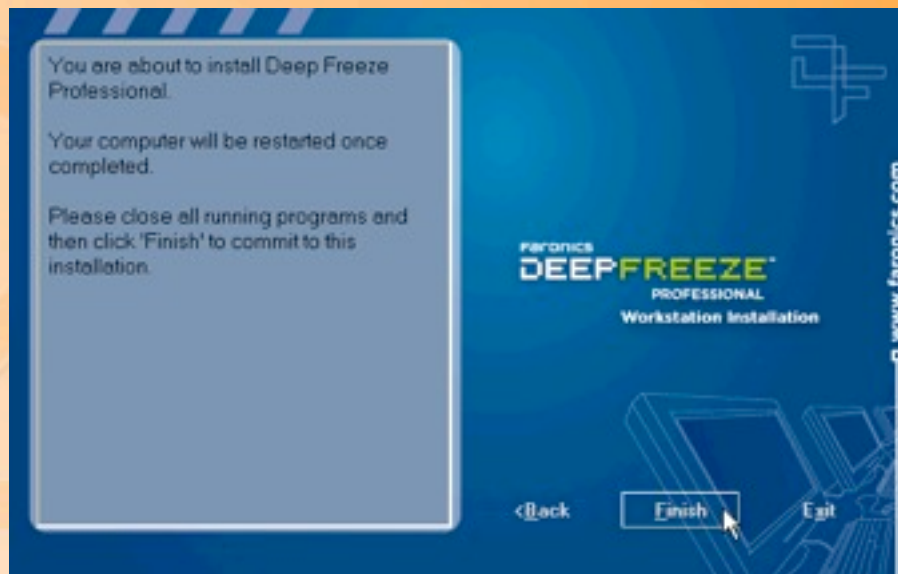 You are about to install Deep Freeze
Professional.
Your computer will be restarted once
completed.
Please close all running programs and
then click 'Finish' to commit to this
installation.
FARONICS
DEEPFREEZE
PROFESSIONAL
Workstation Installation
www.faronics.com
<Back
Finish
Exit